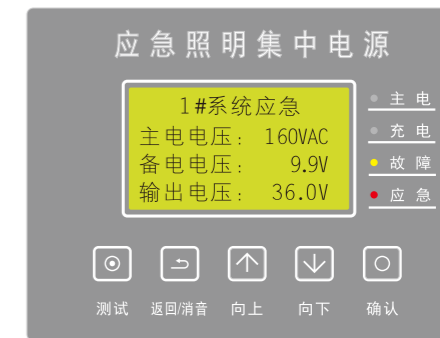 应急照明集中电源
1#系统应急
主电电压: 160VAC
备电电压: 9.9V
输出电压: 36.0V
主电
充电
故障
应急
测试 返回/消音 向上 向下 确认